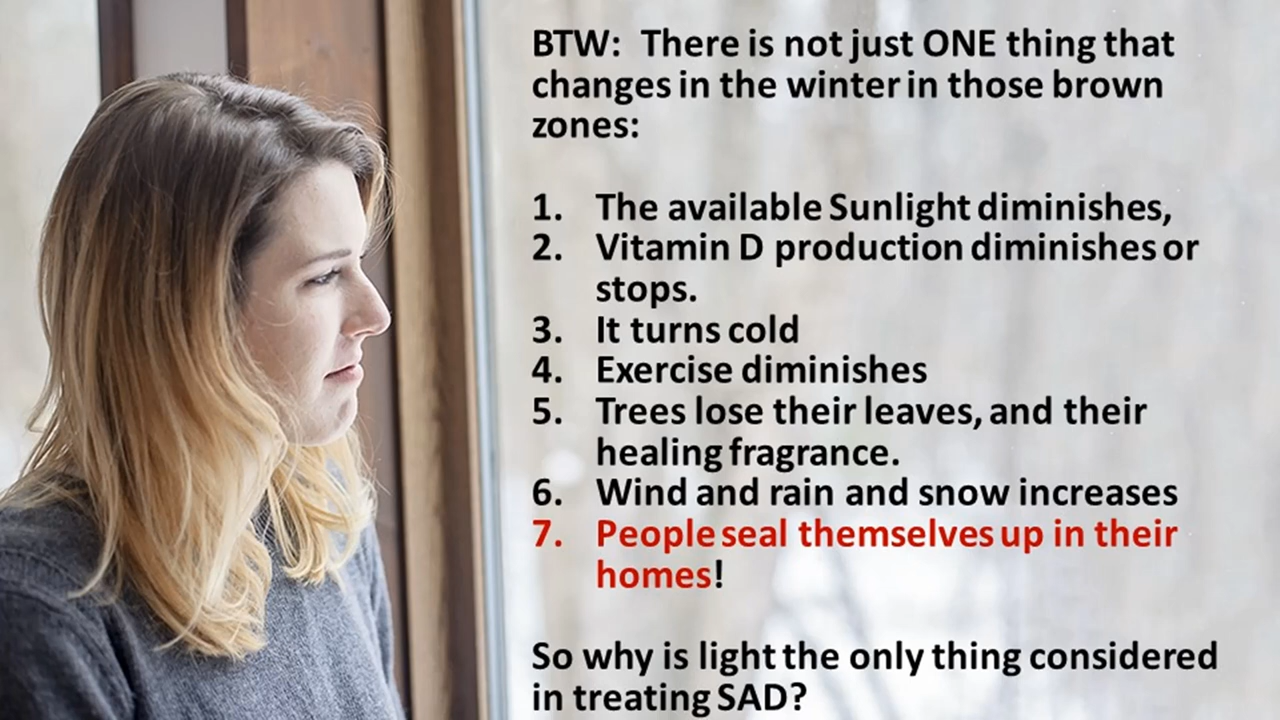 BTW: There is not just ONE thing that
changes in the winter in those brown
zones:
1. The available Sunlight diminishes,
2. Vitamin D production diminishes or
stops.
3. It turns cold
4. Exercise diminishes
5. Trees lose their leaves, and their
healing fragrance.
6. Wind and rain and snow increases
7. People seal themselves up in their
homes!
So why is light the only thing considered
in treating SAD?